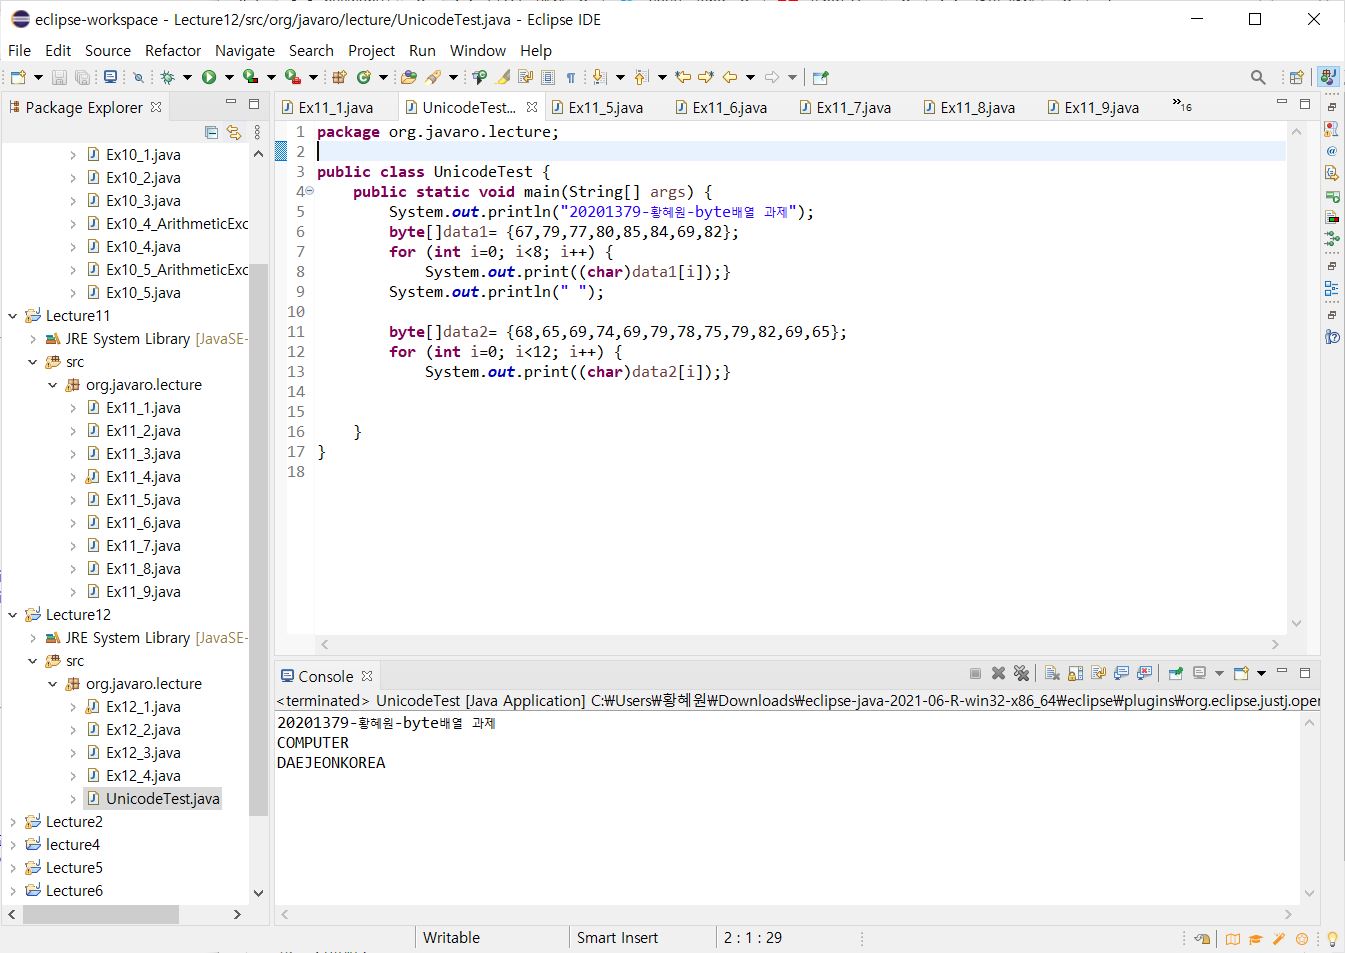 eclipse-workspace - Lecture12/src/org/javaro/lecture/UnicodeTest.java - Eclipse IDE
File Edit Source Refactor Navigate Search Project Run Window Help
Package Explorer
Ex10_1.java
Ex10_2.java
Ex10_3.java
Ex10_4_ArithmeticExc
Ex10_4.java
Ex10_5_ArithmeticExc
Ex10_5.java
Lecture11
JRE System Library [JavaSE-
src
org.javaro.lecture
Ex11_1.java
Ex11_2.java
Ex11_3.java
Ex11_4.java
Ex11_5.java
Ex11_6.java
Ex11_7.java
Ex11_8.java
Ex11_9.java
Lecture12
JRE System Library [JavaSE-
src
org.javaro.lecture
Ex12_1.java
Ex12_2.java
Ex12_3.java
Ex12_4.java
UnicodeTest.java
Lecture2
lecture4
Lecture5
Lecture6
Ex11_1.java UnicodeTest... Ex11_5.java Ex11_6.java Ex11_7.java Ex11_8.java Ex11_9.java »16
1 package org.javaro.lecture;
2
3 public class UnicodeTest {
4 public static void main(String[] args) {
5 System.out.println("20201379-황혜원-byte배열 과제");
6 byte[]data1= {67,79,77,80,85,84,69,82};
7 for (int i=0; i<8; i++) {
8 System.out.print((char)data1[i]);}
9 System.out.println(" ");
10
11 byte[]data2= {68,65,69,74,69,79,78,75,79,82,69,65};
12 for (int i=0; i<12; i++) {
13 System.out.print((char)data2[i]);}
14
15
16 }
17 }
18
Console
<terminated> UnicodeTest [Java Application] C:₩Users₩황혜원₩Downloads₩eclipse-java-2021-06-R-win32-x86_64₩eclipse₩plugins₩org.eclipse.justj.oper
20201379-황혜원-byte배열 과제
COMPUTER
DAEJEONKOREA
Writable Smart Insert 2 : 1 : 29